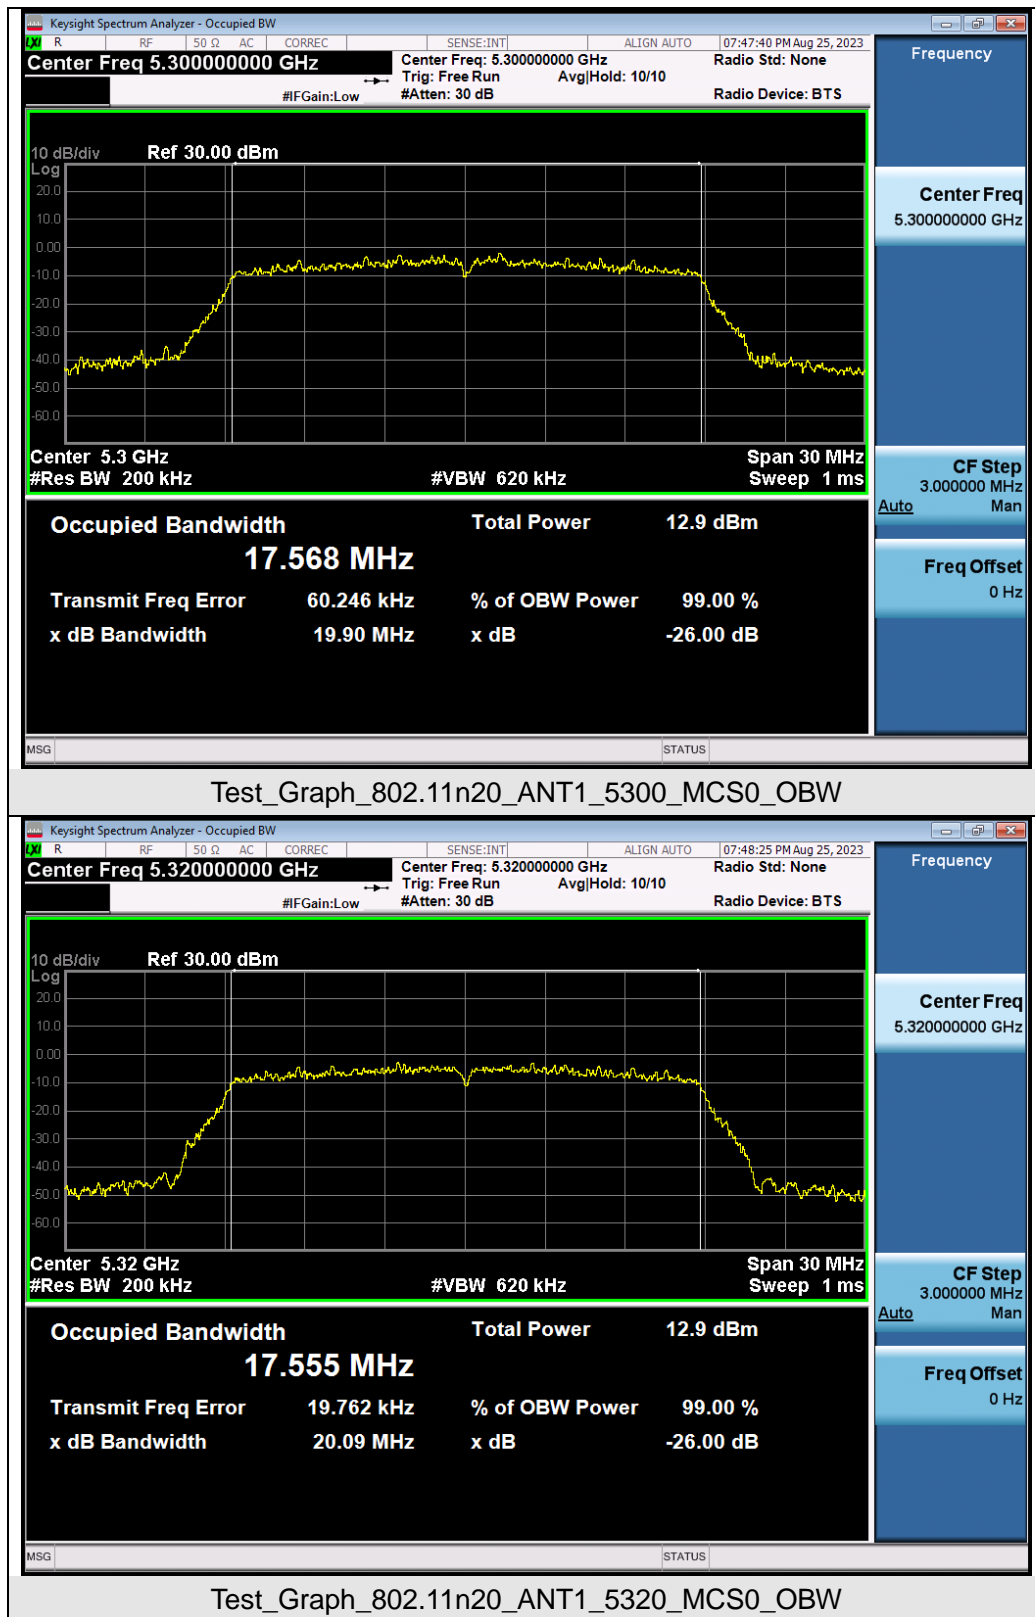 Keysight Spectrum Analyzer - Occupied BW
LXI R RF 50 Ω AC CORREC SENSE:INT ALIGN AUTO 07:47:40 PM Aug 25, 2023
Center Freq 5.300000000 GHz
Center Freq: 5.300000000 GHz
Radio Std: None
Trig: Free Run Avg|Hold: 10/10
#IFGain:Low
#Atten: 30 dB
Radio Device: BTS
10 dB/div Ref 30.00 dBm
Log
20.0
10.0
0.00
-10.0
-20.0
-30.0
-40.0
-50.0
-60.0
Center 5.3 GHz Span 30 MHz
#Res BW 200 kHz #VBW 620 kHz Sweep 1 ms
Occupied Bandwidth Total Power 12.9 dBm
17.568 MHz
Transmit Freq Error 60.246 kHz % of OBW Power 99.00 %
x dB Bandwidth 19.90 MHz x dB -26.00 dB
MSG STATUS
Frequency
Center Freq
5.300000000 GHz
CF Step
3.000000 MHz
Auto Man
Freq Offset
0 Hz
Test_Graph_802.11n20_ANT1_5300_MCS0_OBW
Keysight Spectrum Analyzer - Occupied BW
LXI R RF 50 Ω AC CORREC SENSE:INT ALIGN AUTO 07:48:25 PM Aug 25, 2023
Center Freq 5.320000000 GHz
Center Freq: 5.320000000 GHz
Radio Std: None
Trig: Free Run Avg|Hold: 10/10
#IFGain:Low
#Atten: 30 dB
Radio Device: BTS
10 dB/div Ref 30.00 dBm
Log
20.0
10.0
0.00
-10.0
-20.0
-30.0
-40.0
-50.0
-60.0
Center 5.32 GHz Span 30 MHz
#Res BW 200 kHz #VBW 620 kHz Sweep 1 ms
Occupied Bandwidth Total Power 12.9 dBm
17.555 MHz
Transmit Freq Error 19.762 kHz % of OBW Power 99.00 %
x dB Bandwidth 20.09 MHz x dB -26.00 dB
MSG STATUS
Frequency
Center Freq
5.320000000 GHz
CF Step
3.000000 MHz
Auto Man
Freq Offset
0 Hz
Test_Graph_802.11n20_ANT1_5320_MCS0_OBW